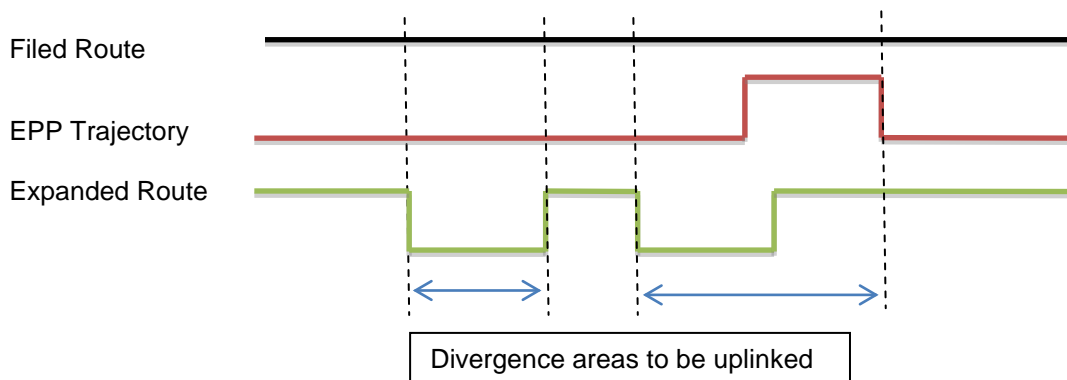 Filed Route
EPP Trajectory
Expanded Route
Divergence areas to be uplinked